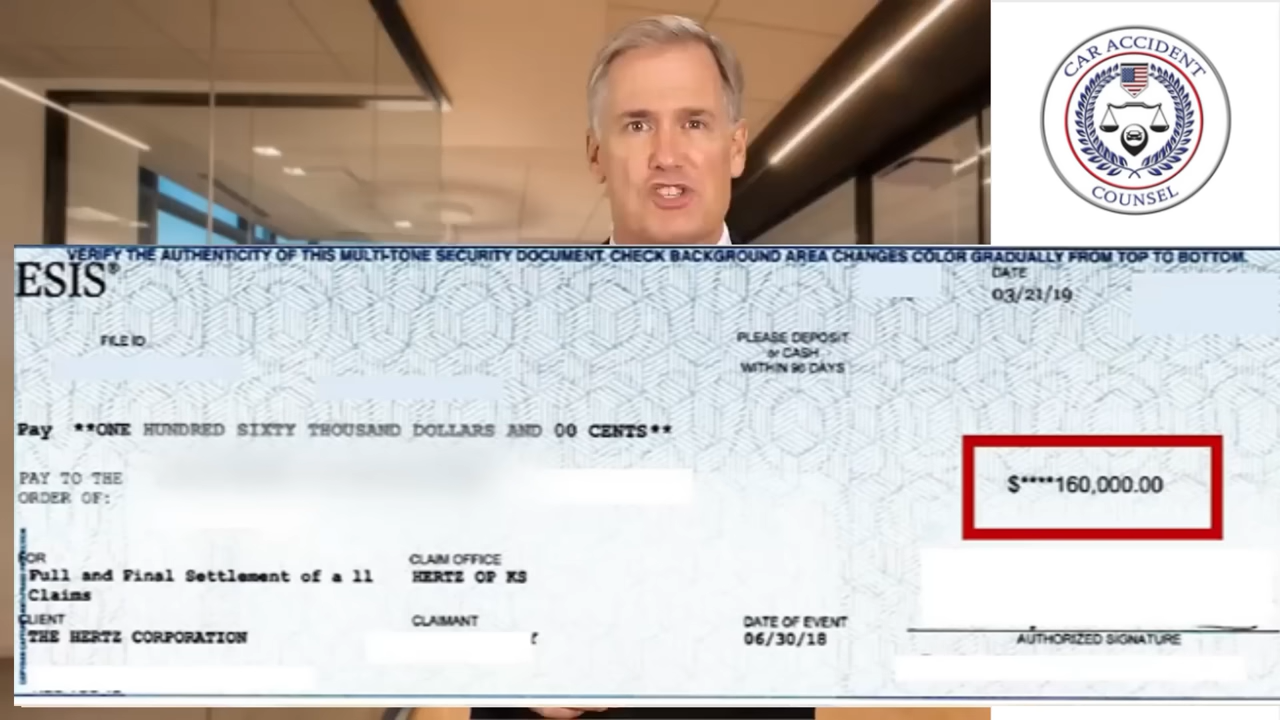 CAR ACCIDENT
COUNSEL
VERIFY THE AUTHENTICITY OF THIS MULTI-TONE SECURITY DOCUMENT. CHECK BACKGROUND AREA CHANGES COLOR GRADUALLY FROM TOP TO BOTTOM.
ESIS®
DATE
03/21/19
FILE ID
PLEASE DEPOSIT
or CASH
WITHIN 90 DAYS
Pay **ONE HUNDRED SIXTY THOUSAND DOLLARS AND 00 CENTS**
$****160,000.00
PAY TO THE
ORDER OF:
FOR
Full and Final Settlement of a ll
Claims
CLAIM OFFICE
HERTZ OP KS
CLIENT
THE HERTZ CORPORATION
CLAIMANT
DATE OF EVENT
06/30/18
AUTHORIZED SIGNATURE